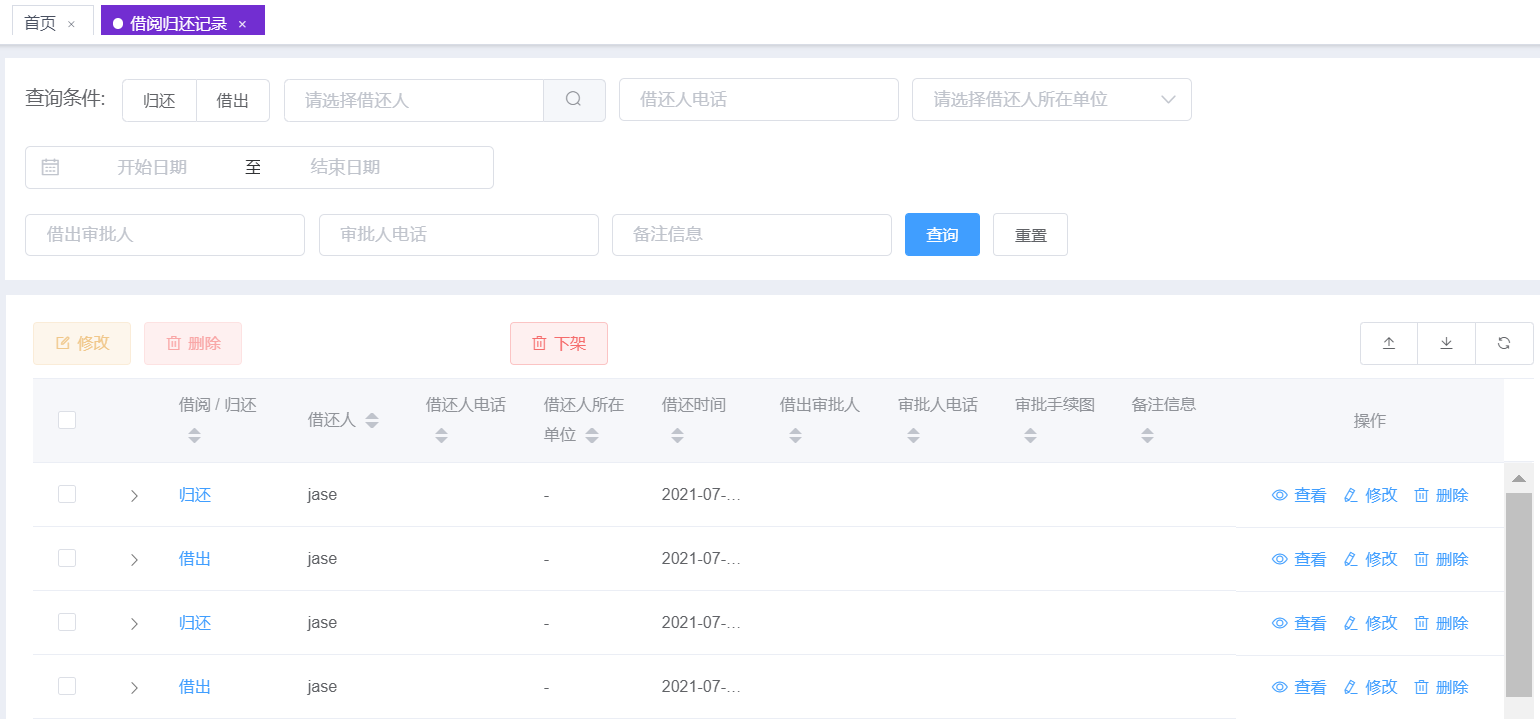 首页 ×
借阅归还记录 ×
查询条件: 归还 借出 请选择借还人 借还人电话 请选择借还人所在单位
开始日期 至 结束日期
借出审批人 审批人电话 备注信息 查询 重置
修改 删除 下架
借阅 / 归还 借还人 借还人电话 借还人所在单位 借还时间 借出审批人 审批人电话 审批手续图 备注信息 操作
归还 jase - 2021-07-... 查看 修改 删除
借出 jase - 2021-07-... 查看 修改 删除
归还 jase - 2021-07-... 查看 修改 删除
借出 jase - 2021-07-... 查看 修改 删除